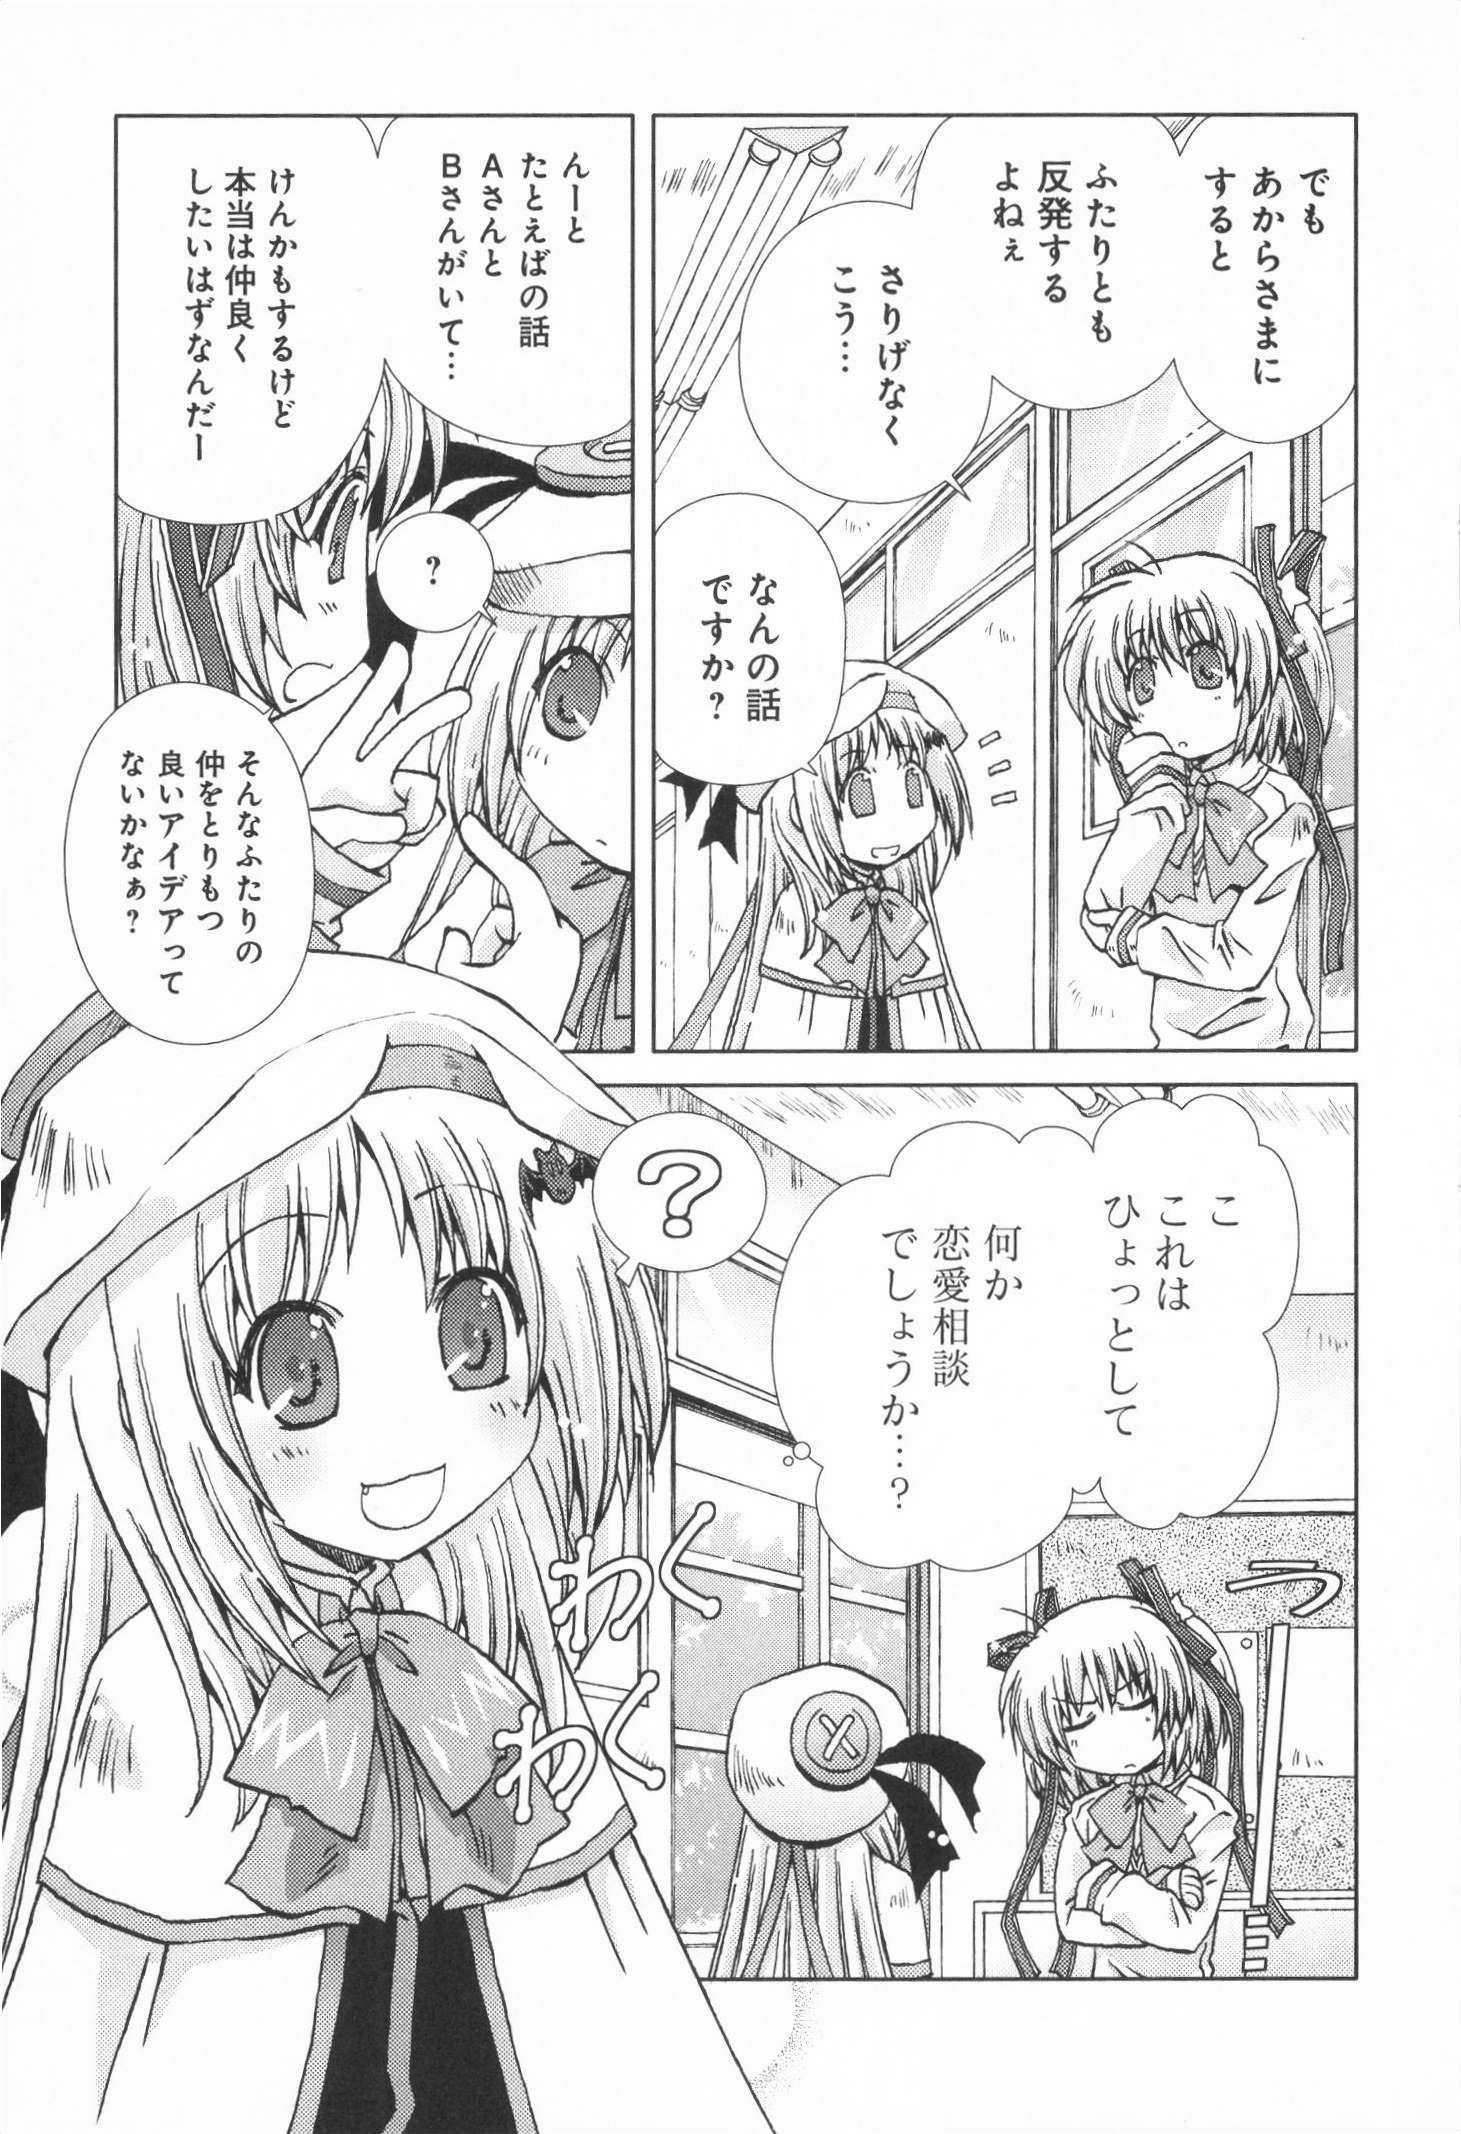 でも
あからさまに
すると
ふたりとも
反発する
よねぇ
さりげなく
こう…
なんの話
ですか？
んーと
たとえばの話
Aさんと
Bさんがいて…
けんかもするけど
本当は仲良く
したいはずなんだー
？
そんなふたりの
仲をとりもつ
良いアイデアって
ないかなぁ？
こ
これは
ひょっとして
何か
恋愛相談
でしょうか…？
う
？
わく
わく